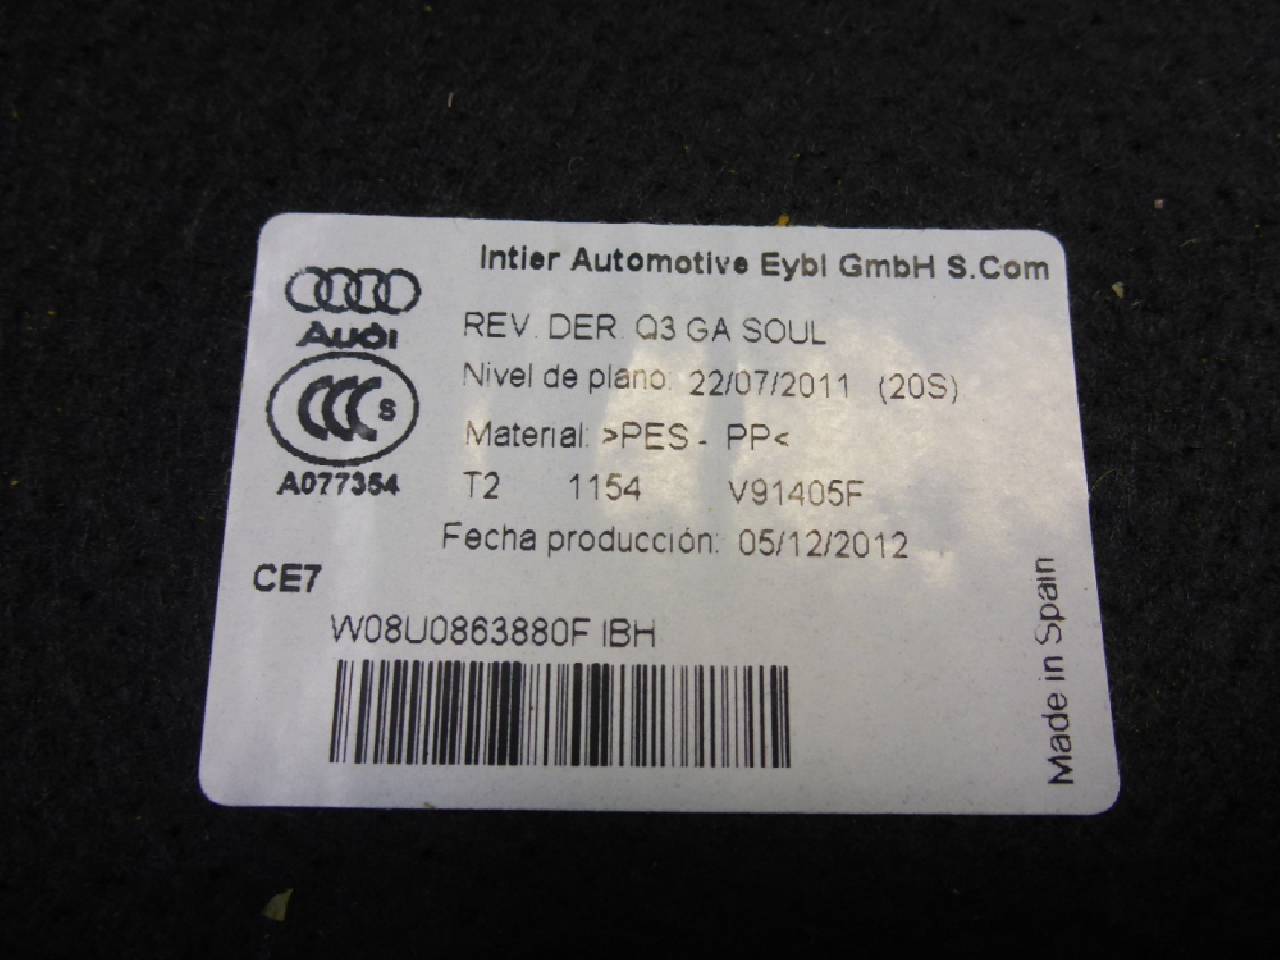 Intier Automotive Eybl GmbH S.Com
Audi
REV. DER. Q3 GA SOUL
Nivel de plano: 22/07/2011 (20S)
CCC S
Material: >PES - PP<
A077354
T2 1154 V91405F
Fecha producción: 05/12/2012
CE7
W08U0863880F IBH
Made in Spain